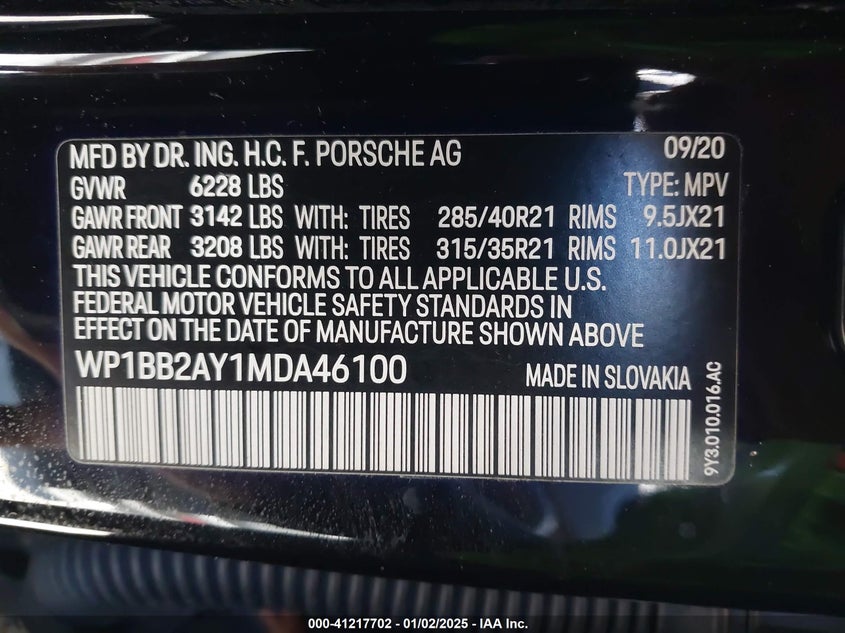 MFD BY DR. ING. H.C. F. PORSCHE AG 09/20
GVWR 6228 LBS TYPE: MPV
GAWR FRONT 3142 LBS WITH: TIRES 285/40R21 RIMS 9.5JX21
GAWR REAR 3208 LBS WITH: TIRES 315/35R21 RIMS 11.0JX21
THIS VEHICLE CONFORMS TO ALL APPLICABLE U.S.
FEDERAL MOTOR VEHICLE SAFETY STANDARDS IN
EFFECT ON THE DATE OF MANUFACTURE SHOWN ABOVE
WP1BB2AY1MDA46100 MADE IN SLOVAKIA
9Y3.010.016.AC
000-41217702 - 01/02/2025 - IAA Inc.